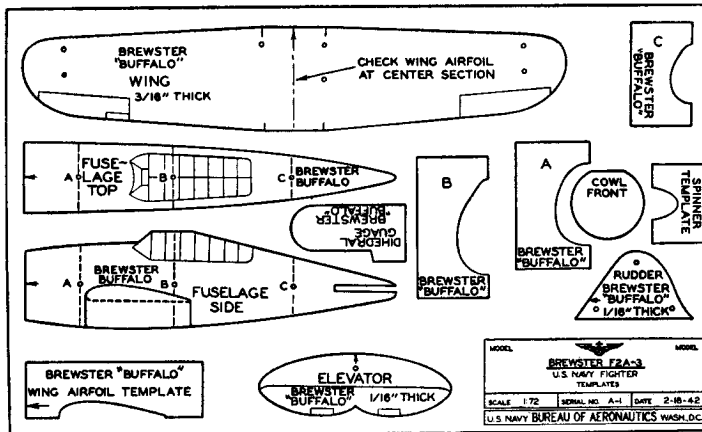 BREWSTER
"BUFFALO"
WING
3/16" THICK
CHECK WING AIRFOIL
AT CENTER SECTION
C
BREWSTER
"BUFFALO"
FUSE-
LAGE
TOP
A
B
C
BREWSTER
BUFFALO
DIHEDRAL
GUAGE
BREWSTER
"BUFFALO"
B
BREWSTER
"BUFFALO"
A
BREWSTER
"BUFFALO"
COWL
FRONT
SPINNER
TEMPLATE
A
BREWSTER
BUFFALO
B
C
FUSELAGE
SIDE
RUDDER
BREWSTER
"BUFFALO"
1/16" THICK
BREWSTER "BUFFALO"
WING AIRFOIL TEMPLATE
ELEVATOR
BREWSTER
"BUFFALO"
1/16" THICK
MODEL
MODEL
BREWSTER F2A-3
U.S. NAVY FIGHTER
TEMPLATES
SCALE 1:72 SERIAL NO. A-1 DATE 2-18-42
U.S. NAVY BUREAU OF AERONAUTICS WASH.DC